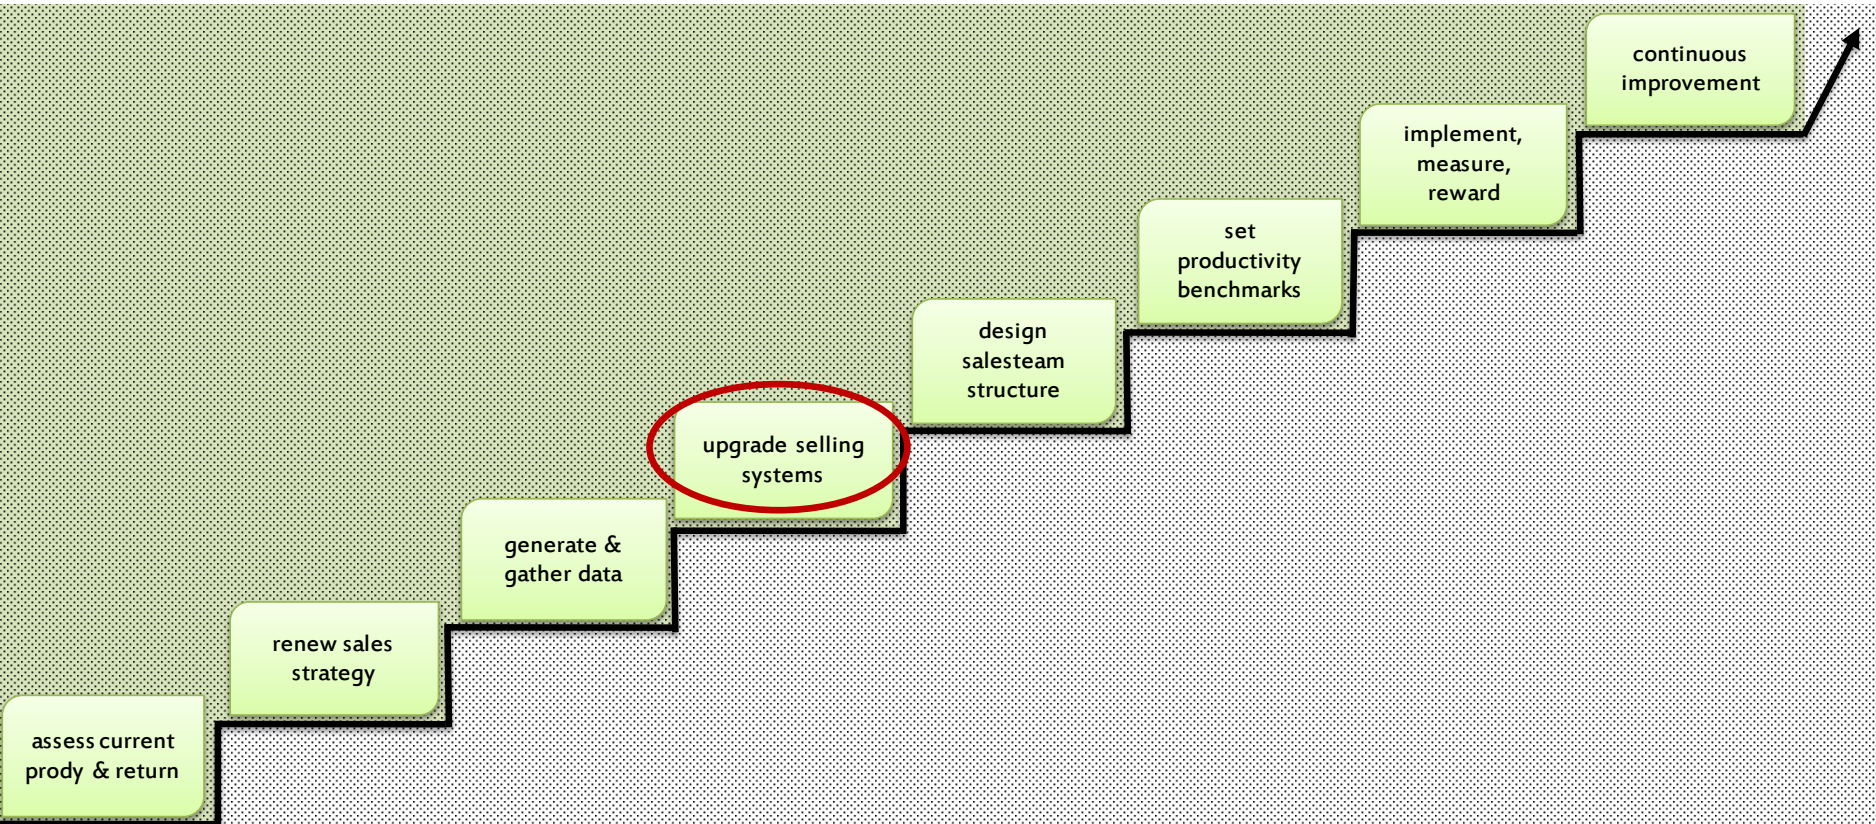 continuous
improvement
implement,
measure,
reward
set
productivity
benchmarks
design
salesteam
structure
upgrade selling
systems
generate &
gather data
renew sales
strategy
assess current
prody & return